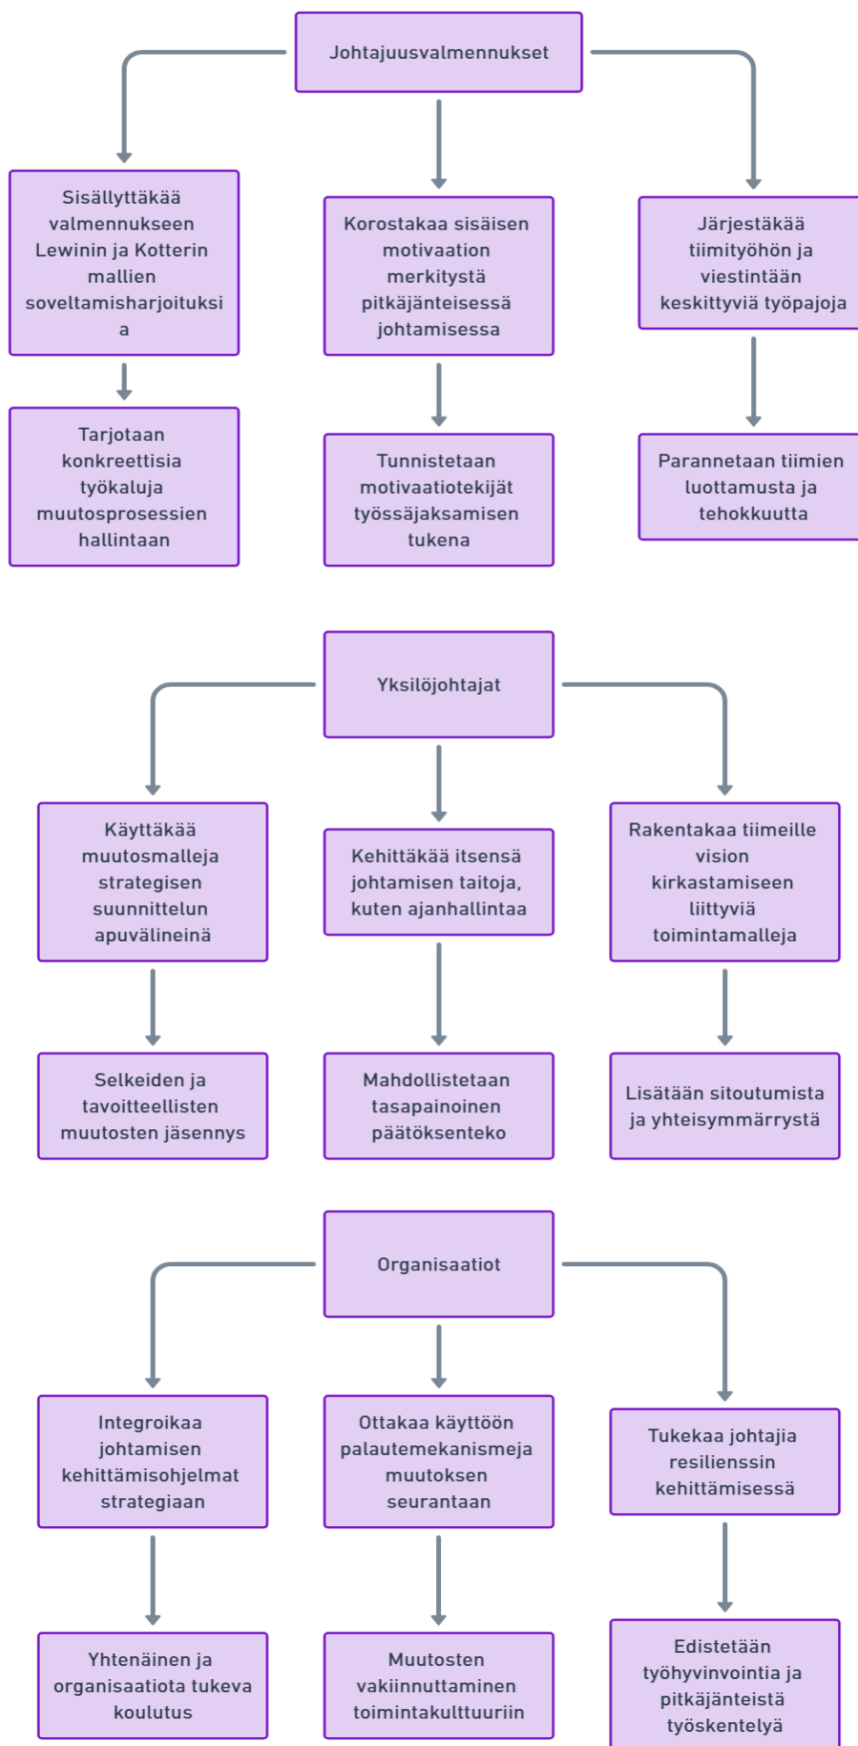 Johtajuusvalmennukset
Sisällyttäkää
valmennukseen
Lewinin ja Kotterin
mallien
soveltamisharjoituksi
a
Korostakaa sisäisen
motivaation
merkitystä
pitkäjänteisessä
johtamisessa
Järjestäkää
tiimityöhön ja
viestintään
keskittyviä työpajoja
Tarjotaan
konkreettisia
työkaluja
muutosprosessien
hallintaan
Tunnistetaan
motivaatiotekijät
työssäjaksamisen
tukena
Parannetaan tiimien
luottamusta ja
tehokkuutta
Yksilöjohtajat
Käyttäkää
muutosmalleja
strategisen
suunnittelun
apuvälineinä
Kehittäkää itsensä
johtamisen taitoja,
kuten ajanhallintaa
Rakentakaa tiimeille
vision
kirkastamiseen
liittyviä
toimintamalleja
Selkeiden ja
tavoitteellisten
muutosten jäsennys
Mahdollistetaan
tasapainoinen
päätöksenteko
Lisätään sitoutumista
ja yhteisymmärrystä
Organisaatiot
Integroikaa
johtamisen
kehittämisohjelmat
strategiaan
Ottakaa käyttöön
palautemekanismeja
muutoksen
seurantaan
Tukekaa johtajia
resilienssin
kehittämisessä
Yhtenäinen ja
organisaatiota tukeva
koulutus
Muutosten
vakiinnuttaminen
toimintakulttuuriin
Edistetään
työhyvinvointia ja
pitkäjänteistä
työskentelyä